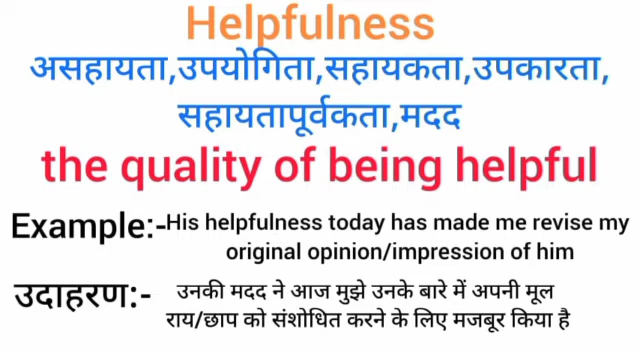 Helpfulness
असहायता,उपयोगिता,सहायकता,उपकारता,
सहायतापूर्वकता,मदद
the quality of being helpful
Example:-His helpfulness today has made me revise my
original opinion/impression of him
उदाहरण:- उनकी मदद ने आज मुझे उनके बारे में अपनी मूल
राय/छाप को संशोधित करने के लिए मजबूर किया है